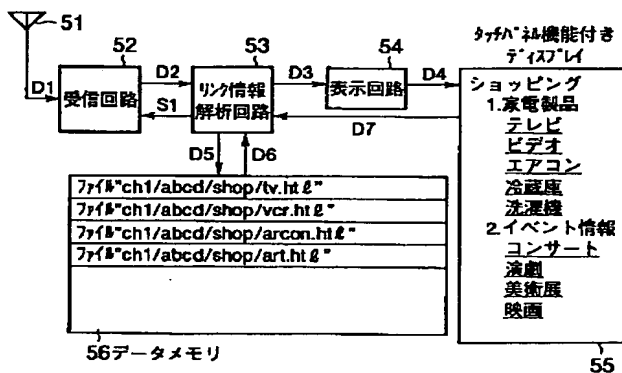 51
52
53
54
タッチパネル機能付き
ディスプレイ
D1
D2
D3
D4
受信回路
リンク情報
解析回路
表示回路
S1
D7
D5
D6
ショッピング
1.家電製品
テレビ
ビデオ
エアコン
冷蔵庫
洗濯機
2.イベント情報
コンサート
演劇
美術展
映画
ファイル"ch1/abcd/shop/tv.htℓ"
ファイル"ch1/abcd/shop/vcr.htℓ"
ファイル"ch1/abcd/shop/arcon.htℓ"
ファイル"ch1/abcd/shop/art.htℓ"
56データメモリ
55